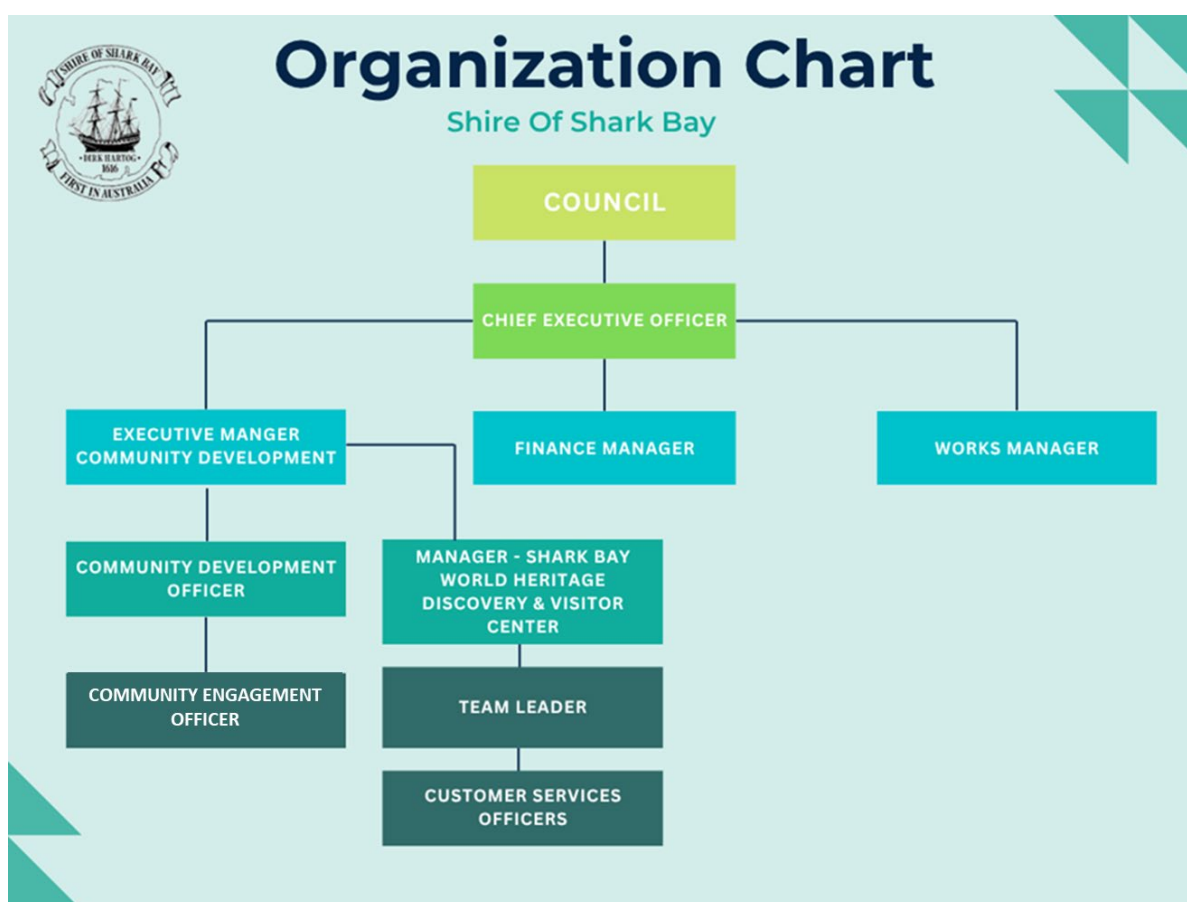 Organization Chart
Shire Of Shark Bay
SHIRE OF SHARK BAY
• DIRK HARTOG •
1616
FIRST IN AUSTRALIA
COUNCIL
CHIEF EXECUTIVE OFFICER
EXECUTIVE MANGER
COMMUNITY DEVELOPMENT
FINANCE MANAGER
WORKS MANAGER
COMMUNITY DEVELOPMENT
OFFICER
MANAGER - SHARK BAY
WORLD HERITAGE
DISCOVERY & VISITOR
CENTER
COMMUNITY ENGAGEMENT
OFFICER
TEAM LEADER
CUSTOMER SERVICES
OFFICERS